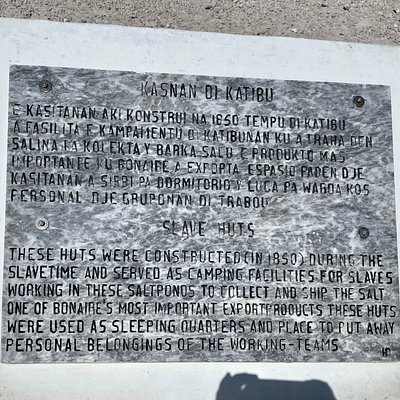 KASNAN DI KATIBU
E KASITANAN AKI KONSTRUI NA 1850 TEMPU DI KATIBU
A FASILITA E KAMPAMENTU DI KATIBUNAN KU A TRAHA DEN
SALINA PA KOLEKTA Y BARKA SALU E PRODUKTO MAS
IMPORTANTE KU BONAIRE A EXPORTA. ESPASIO PADEN DJE
KASITANAN A SIRBI PA DORMITORIO Y LUGA PA WARDA KOS
PERSONAL DJE GRUPONAN DI TRABOU
SLAVE HUTS
THESE HUTS WERE CONSTRUCTED (IN 1850) DURING THE
SLAVETIME AND SERVED AS CAMPING FACILITIES FOR SLAVES
WORKING IN THESE SALTPONDS TO COLLECT AND SHIP THE SALT
ONE OF BONAIRE'S MOST IMPORTANT EXPORTPRODUCTS THESE HUTS
WERE USED AS SLEEPING QUARTERS AND PLACE TO PUT AWAY
PERSONAL BELONGINGS OF THE WORKING-TEAMS